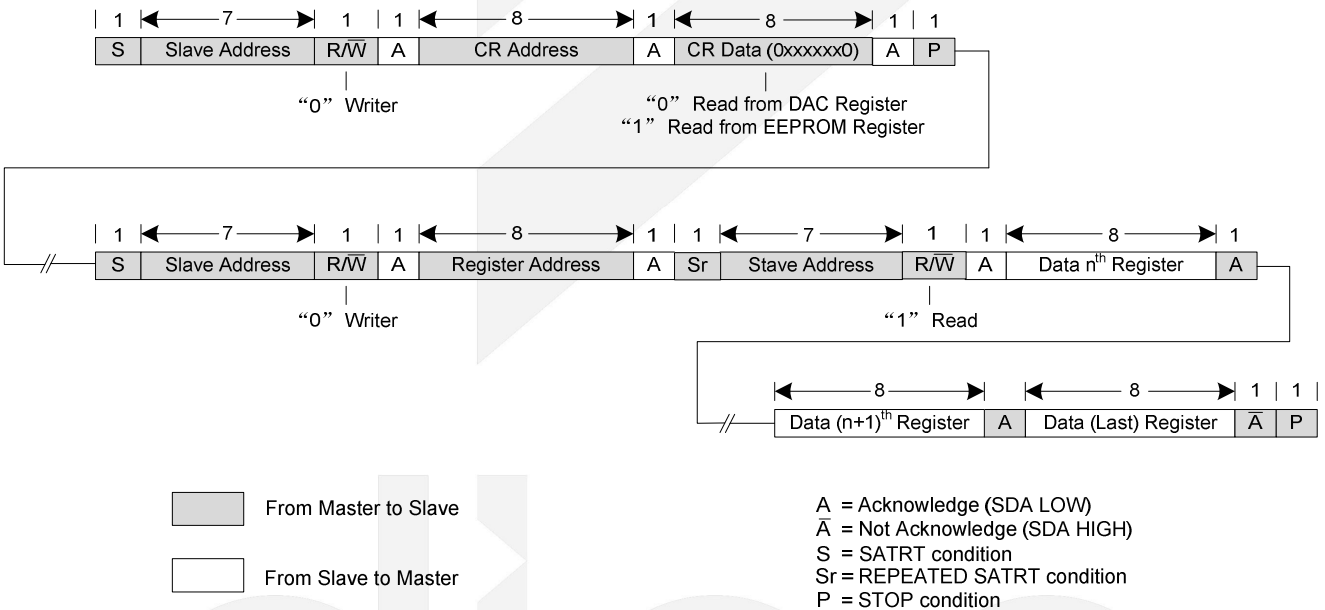 1 7 1 1 8 1 8 1 1
S Slave Address R/W̅ A CR Address A CR Data (0xxxxxx0) A P
“0” Writer
“0” Read from DAC Register
“1” Read from EEPROM Register
1 7 1 1 8 1 1 7 1 1 8 1
S Slave Address R/W̅ A Register Address A Sr Stave Address R/W̅ A Data nth Register A
“0” Writer
“1” Read
8 8 1 1
Data (n+1)th Register A Data (Last) Register A̅ P
From Master to Slave
From Slave to Master
A = Acknowledge (SDA LOW)
A̅ = Not Acknowledge (SDA HIGH)
S = SATRT condition
Sr = REPEATED SATRT condition
P = STOP condition